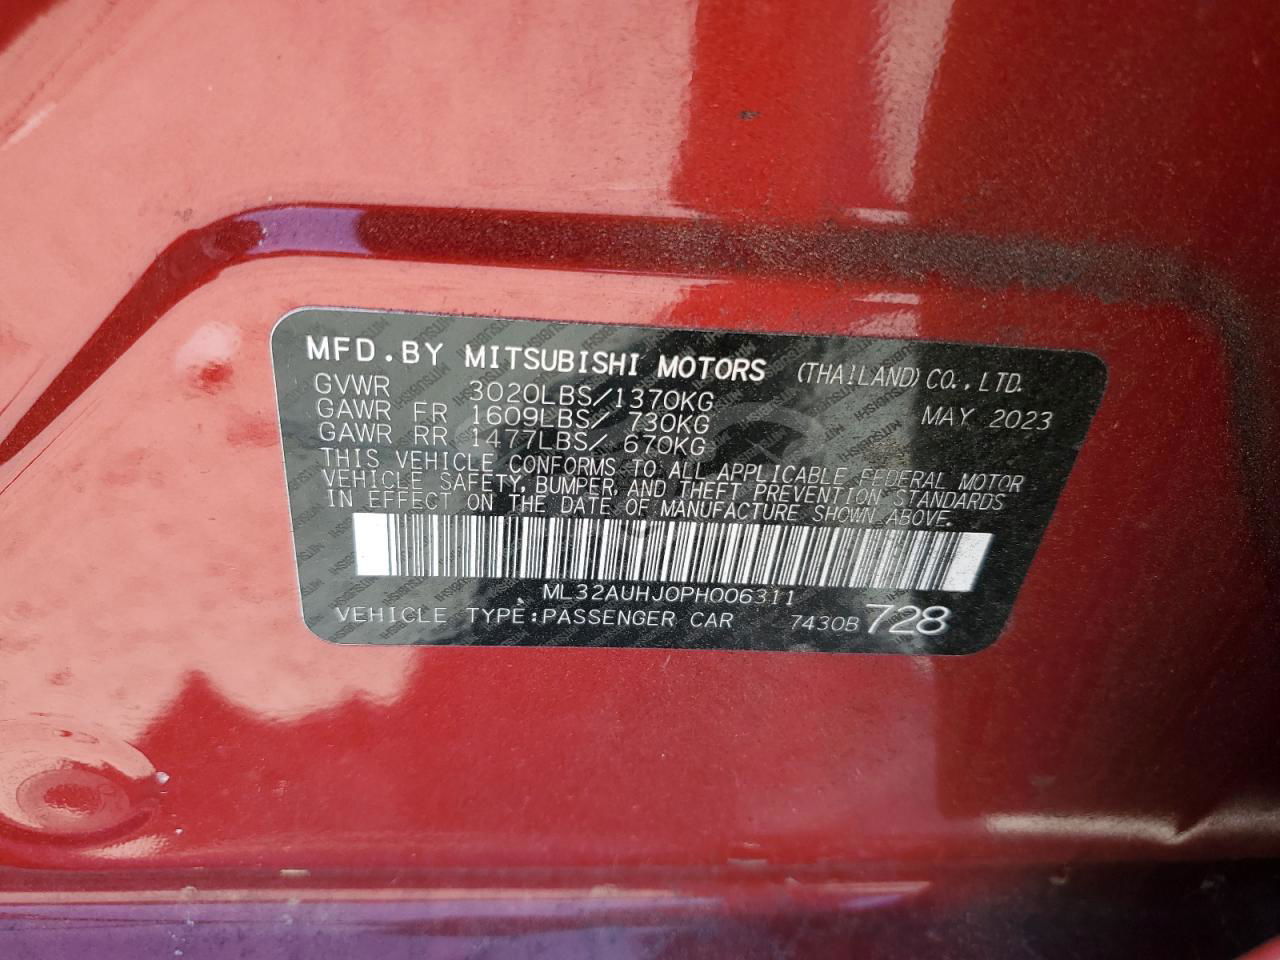 MFD.BY MITSUBISHI MOTORS (THAILAND) CO.,LTD.
GVWR 3020LBS/1370KG MAY 2023
GAWR FR 1609LBS/ 730KG
GAWR RR 1477LBS/ 670KG
THIS VEHICLE CONFORMS TO ALL APPLICABLE FEDERAL MOTOR
VEHICLE SAFETY, BUMPER, AND THEFT PREVENTION STANDARDS
IN EFFECT ON THE DATE OF MANUFACTURE SHOWN ABOVE.
ML32AUHJ0PH006311
VEHICLE TYPE:PASSENGER CAR 7430B 728